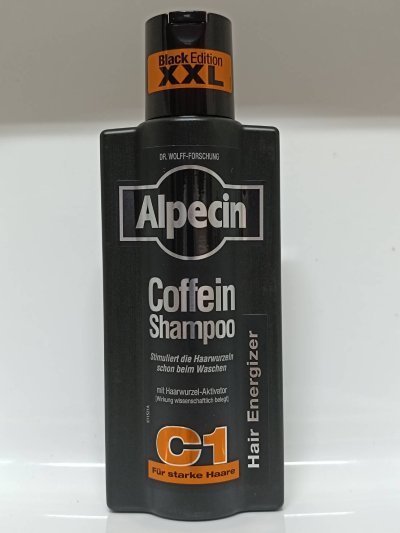 Black Edition
XXL
DR. WOLFF-FORSCHUNG
Alpecin
Coffein
Shampoo
Stimuliert die Haarwurzeln
schon beim Waschen
mit Haarwurzel-Aktivator
(Wirkung wissenschaftlich belegt)
C1
Für starke Haare
Hair Energizer